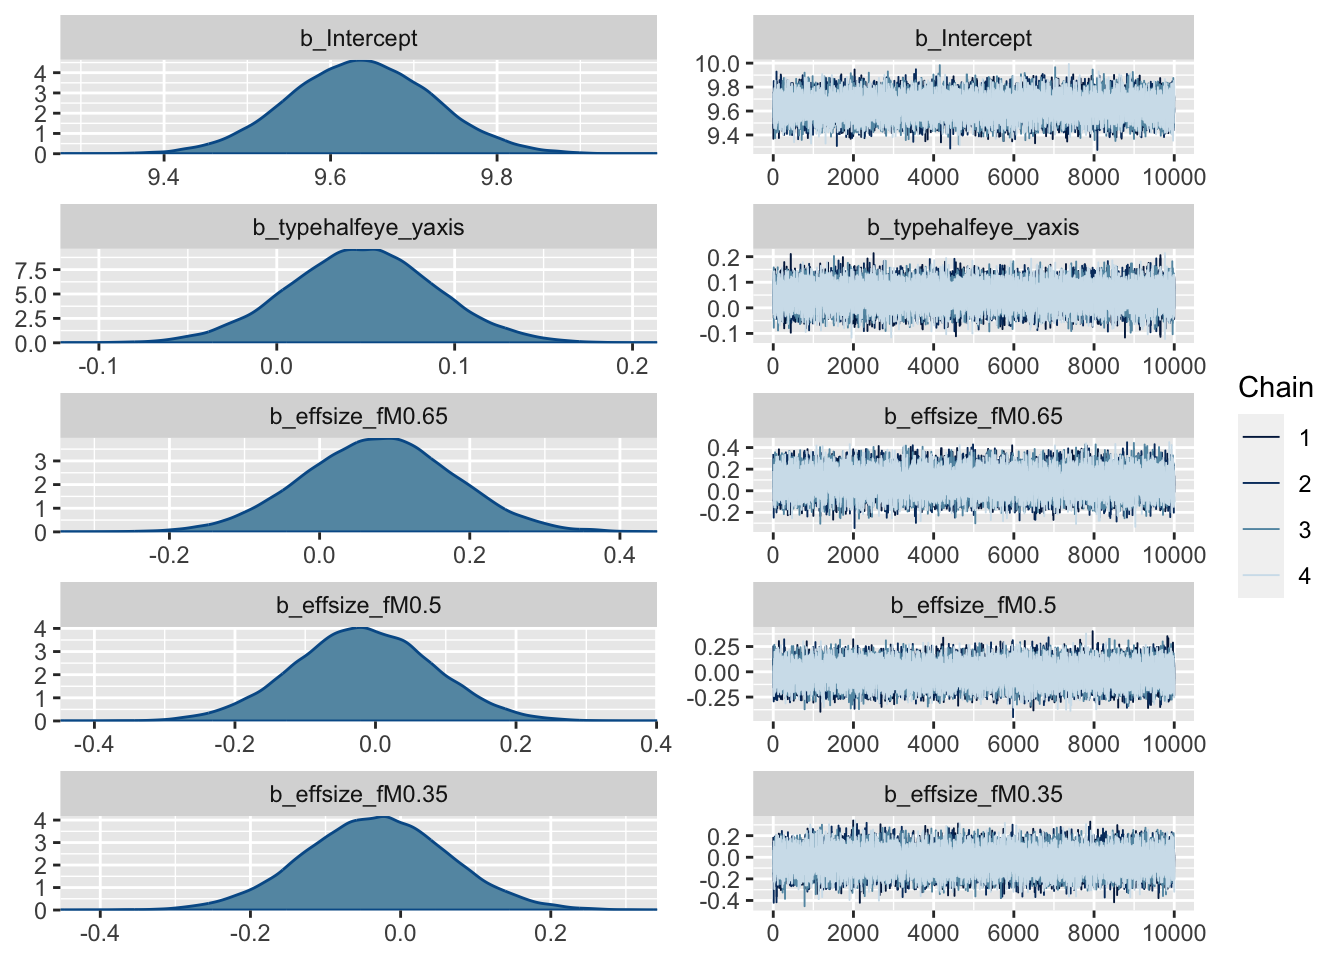 b_Intercept
4
3
2
1
0
9.4 9.6 9.8
b_Intercept
10.0
9.8
9.6
9.4
0 2000 4000 6000 8000 10000
b_typehalfeye_yaxis
7.5
5.0
2.5
0.0
-0.1 0.0 0.1 0.2
b_typehalfeye_yaxis
0.2
0.1
0.0
-0.1
0 2000 4000 6000 8000 10000
b_effsize_fM0.65
3
2
1
0
-0.2 0.0 0.2 0.4
b_effsize_fM0.65
0.4
0.2
0.0
-0.2
0 2000 4000 6000 8000 10000
b_effsize_fM0.5
4
3
2
1
0
-0.4 -0.2 0.0 0.2 0.4
b_effsize_fM0.5
0.25
0.00
-0.25
0 2000 4000 6000 8000 10000
b_effsize_fM0.35
4
3
2
1
0
-0.4 -0.2 0.0 0.2
b_effsize_fM0.35
0.2
0.0
-0.2
-0.4
0 2000 4000 6000 8000 10000
Chain
1
2
3
4